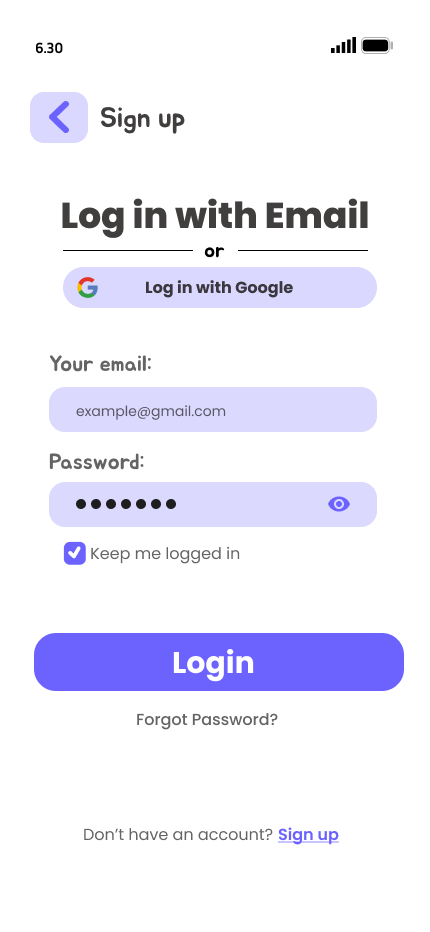 6.30
Sign up
Log in with Email
or
Log in with Google
Your email:
example@gmail.com
Password:
Keep me logged in
Login
Forgot Password?
Don’t have an account? Sign up